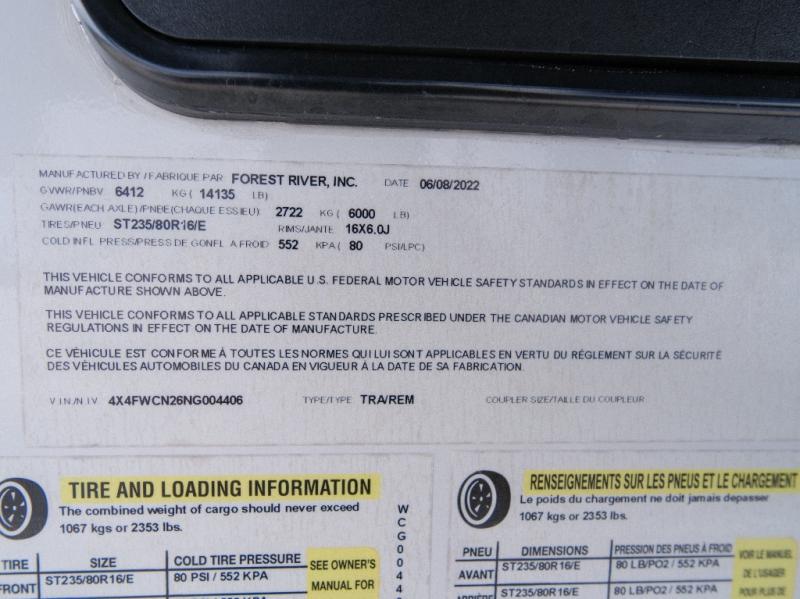 MANUFACTURED BY / FABRIQUE PAR FOREST RIVER, INC. DATE 06/08/2022
GVWR/PNBV 6412 KG ( 14135 LB)
GAWR(EACH AXLE)/PNBE(CHAQUE ESSIEU) 2722 KG ( 6000 LB)
TIRES/PNEU ST235/80R16/E RIMS/JANTE 16X6.0J
COLD INFL PRESS/PRESS DE GONFL A FROID 552 KPA ( 80 PSI/LPC)
THIS VEHICLE CONFORMS TO ALL APPLICABLE U.S. FEDERAL MOTOR VEHICLE SAFETY STANDARDS IN EFFECT ON THE DATE OF
MANUFACTURE SHOWN ABOVE.
THIS VEHICLE CONFORMS TO ALL APPLICABLE STANDARDS PRESCRIBED UNDER THE CANADIAN MOTOR VEHICLE SAFETY
REGULATIONS IN EFFECT ON THE DATE OF MANUFACTURE.
CE VÉHICULE EST CONFORME À TOUTES LES NORMES QUI LUI SONT APPLICABLES EN VERTU DU RÉGLEMENT SUR LA SÉCURITÉ
DES VÉHICULES AUTOMOBILES DU CANADA EN VIGUEUR À LA DATE DE SA FABRICATION.
VIN/NIV 4X4FWCN26NG004406 TYPE/TYPE TRA/REM COUPLER SIZE/TAILLE DU COUPLEUR
TIRE AND LOADING INFORMATION
The combined weight of cargo should never exceed
1067 kgs or 2353 lbs.
TIRE SIZE COLD TIRE PRESSURE SEE OWNER'S
FRONT ST235/80R16/E 80 PSI / 552 KPA MANUAL FOR
WCG0044
RENSEIGNEMENTS SUR LES PNEUS ET LE CHARGEMENT
Le poids du chargement ne doit jamais depasser
1067 kgs or 2353 lbs.
PNEU DIMENSIONS PRESSION DES PNEUS À FROID VOIR LE MANUEL
AVANT ST235/80R16/E 80 LB/PO2 / 552 KPA DE L'USAGER
ARRIÈRE ST235/80R16/E 80 LB/PO2 / 552 KPA POUR PLUS DE